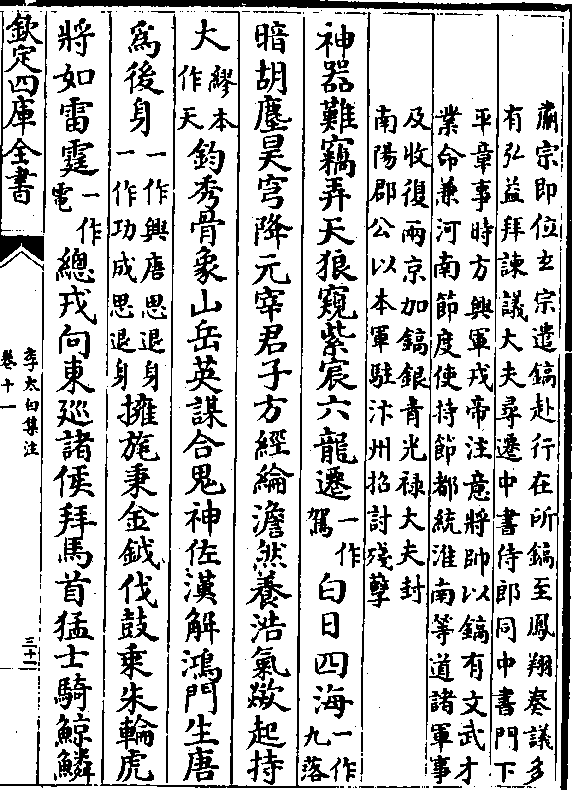 肅宗即位𤣥宗遣鎬赴行在所鎬至鳳翔奏議多
有弘益拜諫議大夫尋遷中書侍郎同中書門下
平章事時方興軍戎帝注意將帥以鎬有文武才
業命兼河南節度使持節都統淮南等道諸軍事
及收復兩京加鎬銀青光禄大夫封
南陽郡公以本軍駐汴州招討殘孽
神器難竊弄天狼窺紫宸六龍遷一作駕白日四海一作九落
暗胡塵昊穹降元宰君子方經綸澹然養浩氣欻起持
大繆本作天鈞秀骨象山岳英謀合鬼神佐漢解鴻門生唐
為後身一作興唐思退身一作功成思退身擁旄秉金鉞伐鼓乗朱輪虎
將如雷霆一作電總戎向東廵諸侯拜馬首猛士騎鯨鱗
欽定四庫全書
李太白集注
卷十一
三十二